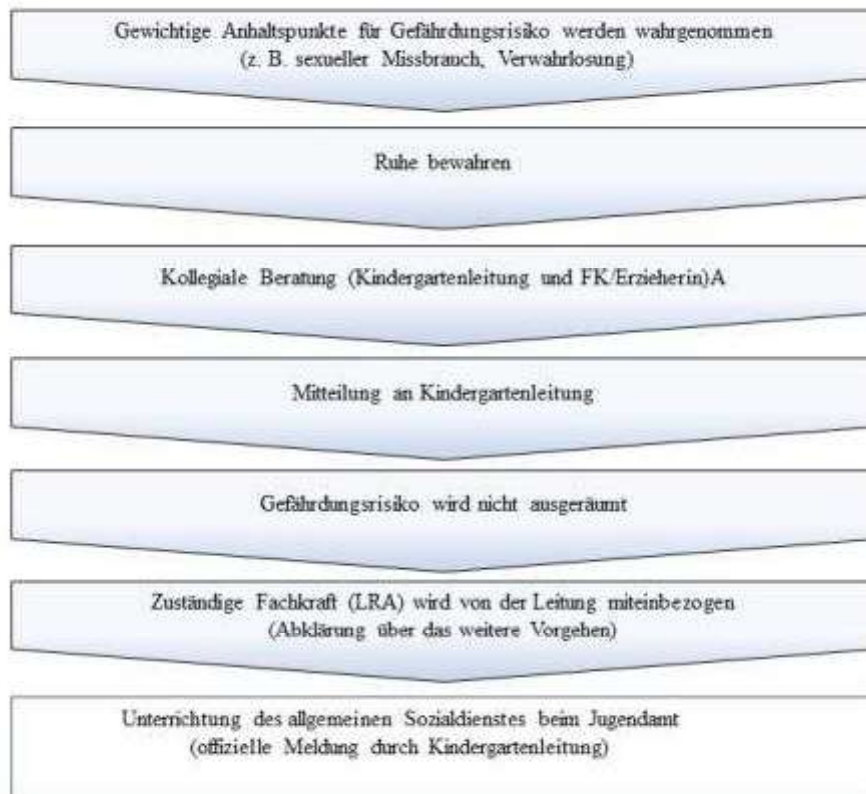 Gewichtige Anhaltspunkte für Gefährdungsrisiko werden wahrgenommen
(z. B. sexueller Missbrauch, Verwahrlosung)
Ruhe bewahren
Kollegiale Beratung (Kindergartenleitung und FK/Erzieherin)A
Mitteilung an Kindergartenleitung
Gefährdungsrisiko wird nicht ausgeräumt
Zuständige Fachkraft (LRA) wird von der Leitung miteinbezogen
(Abklärung über das weitere Vorgehen)
Unterrichtung des allgemeinen Sozialdienstes beim Jugendamt
(offizielle Meldung durch Kindergartenleitung)